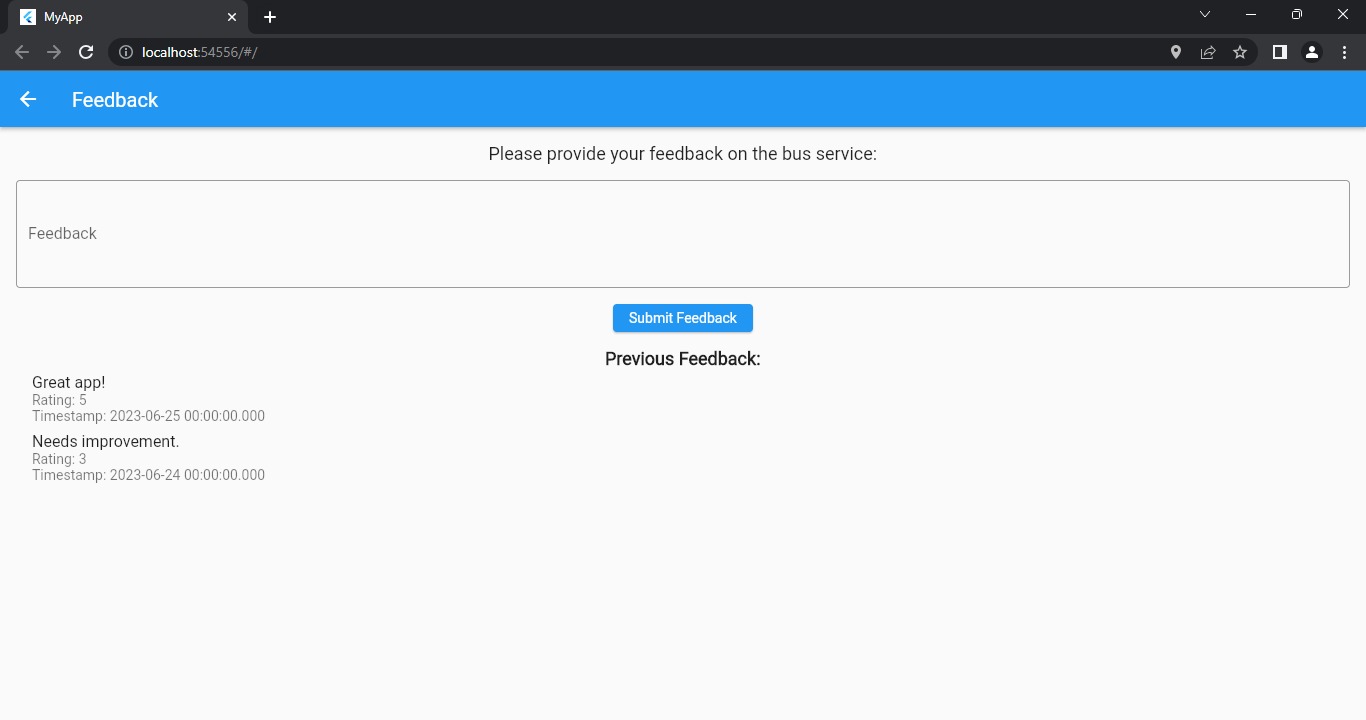 MyApp
localhost:54556/#/
Feedback
Please provide your feedback on the bus service:
Feedback
Submit Feedback
Previous Feedback:
Great app!
Rating: 5
Timestamp: 2023-06-25 00:00:00.000
Needs improvement.
Rating: 3
Timestamp: 2023-06-24 00:00:00.000